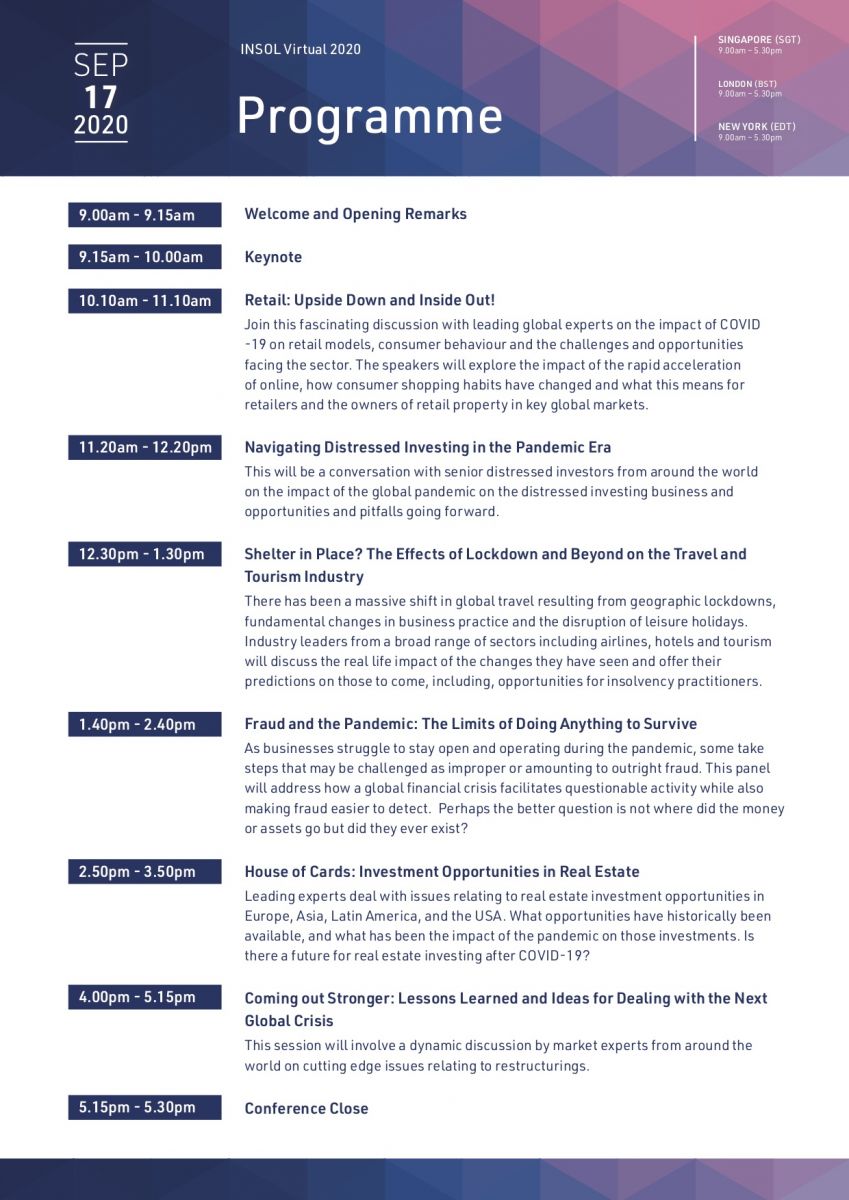 SEP
17
2020
INSOL Virtual 2020
Programme
SINGAPORE (SGT)
9.00am – 5.30pm
LONDON (BST)
9.00am – 5.30pm
NEW YORK (EDT)
9.00am – 5.30pm
9.00am - 9.15am
Welcome and Opening Remarks
9.15am - 10.00am
Keynote
10.10am - 11.10am
Retail: Upside Down and Inside Out!
Join this fascinating discussion with leading global experts on the impact of COVID
-19 on retail models, consumer behaviour and the challenges and opportunities
facing the sector. The speakers will explore the impact of the rapid acceleration
of online, how consumer shopping habits have changed and what this means for
retailers and the owners of retail property in key global markets.
11.20am - 12.20pm
Navigating Distressed Investing in the Pandemic Era
This will be a conversation with senior distressed investors from around the world
on the impact of the global pandemic on the distressed investing business and
opportunities and pitfalls going forward.
12.30pm - 1.30pm
Shelter in Place? The Effects of Lockdown and Beyond on the Travel and
Tourism Industry
There has been a massive shift in global travel resulting from geographic lockdowns,
fundamental changes in business practice and the disruption of leisure holidays.
Industry leaders from a broad range of sectors including airlines, hotels and tourism
will discuss the real life impact of the changes they have seen and offer their
predictions on those to come, including, opportunities for insolvency practitioners.
1.40pm - 2.40pm
Fraud and the Pandemic: The Limits of Doing Anything to Survive
As businesses struggle to stay open and operating during the pandemic, some take
steps that may be challenged as improper or amounting to outright fraud. This panel
will address how a global financial crisis facilitates questionable activity while also
making fraud easier to detect.  Perhaps the better question is not where did the money
or assets go but did they ever exist?
2.50pm - 3.50pm
House of Cards: Investment Opportunities in Real Estate
Leading experts deal with issues relating to real estate investment opportunities in
Europe, Asia, Latin America, and the USA. What opportunities have historically been
available, and what has been the impact of the pandemic on those investments. Is
there a future for real estate investing after COVID-19?
4.00pm - 5.15pm
Coming out Stronger: Lessons Learned and Ideas for Dealing with the Next
Global Crisis
This session will involve a dynamic discussion by market experts from around the
world on cutting edge issues relating to restructurings.
5.15pm - 5.30pm
Conference Close